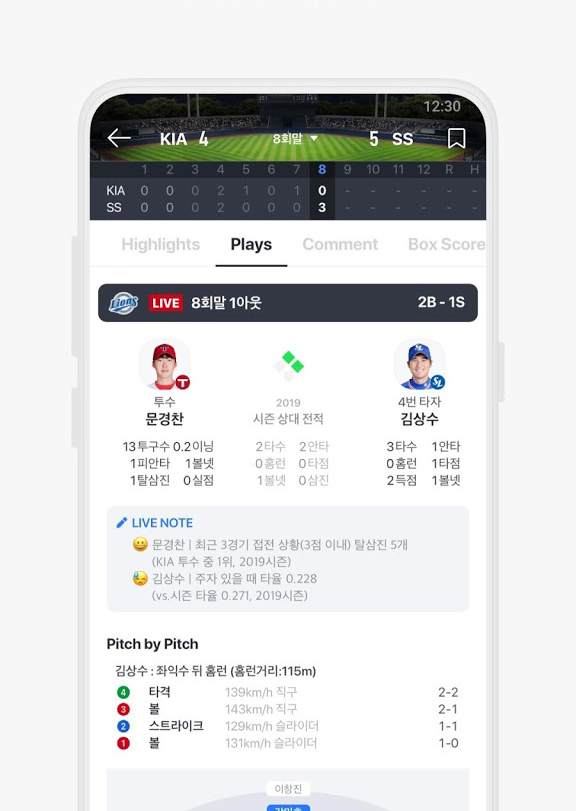 12:30
KIA 4 8회말 5 SS
1 2 3 4 5 6 7 8 9 10 11 12 R H
KIA 0 0 0 2 1 0 1 0 - - - - - -
SS 0 0 0 2 0 0 0 3 - - - - - -
Highlights Plays Comment Box Score
Lions LIVE 8회말 1아웃 2B - 1S
투수 2019 4번 타자
문경찬 시즌 상대 전적 김상수
13투구수 0.2이닝 2타수 2안타 3타수 1안타
1피안타 1볼넷 0홈런 0타점 0홈런 1타점
1탈삼진 0실점 1볼넷 0삼진 2득점 1볼넷
LIVE NOTE
문경찬 | 최근 3경기 접전 상황(3점 이내) 탈삼진 5개
(KIA 투수 중 1위, 2019시즌)
김상수 | 주자 있을 때 타율 0.228
(vs.시즌 타율 0.271, 2019시즌)
Pitch by Pitch
김상수 : 좌익수 뒤 홈런 (홈런거리:115m)
4 타격 139km/h 직구 2-2
3 볼 143km/h 직구 2-1
2 스트라이크 129km/h 슬라이더 1-1
1 볼 131km/h 슬라이더 1-0
이창진